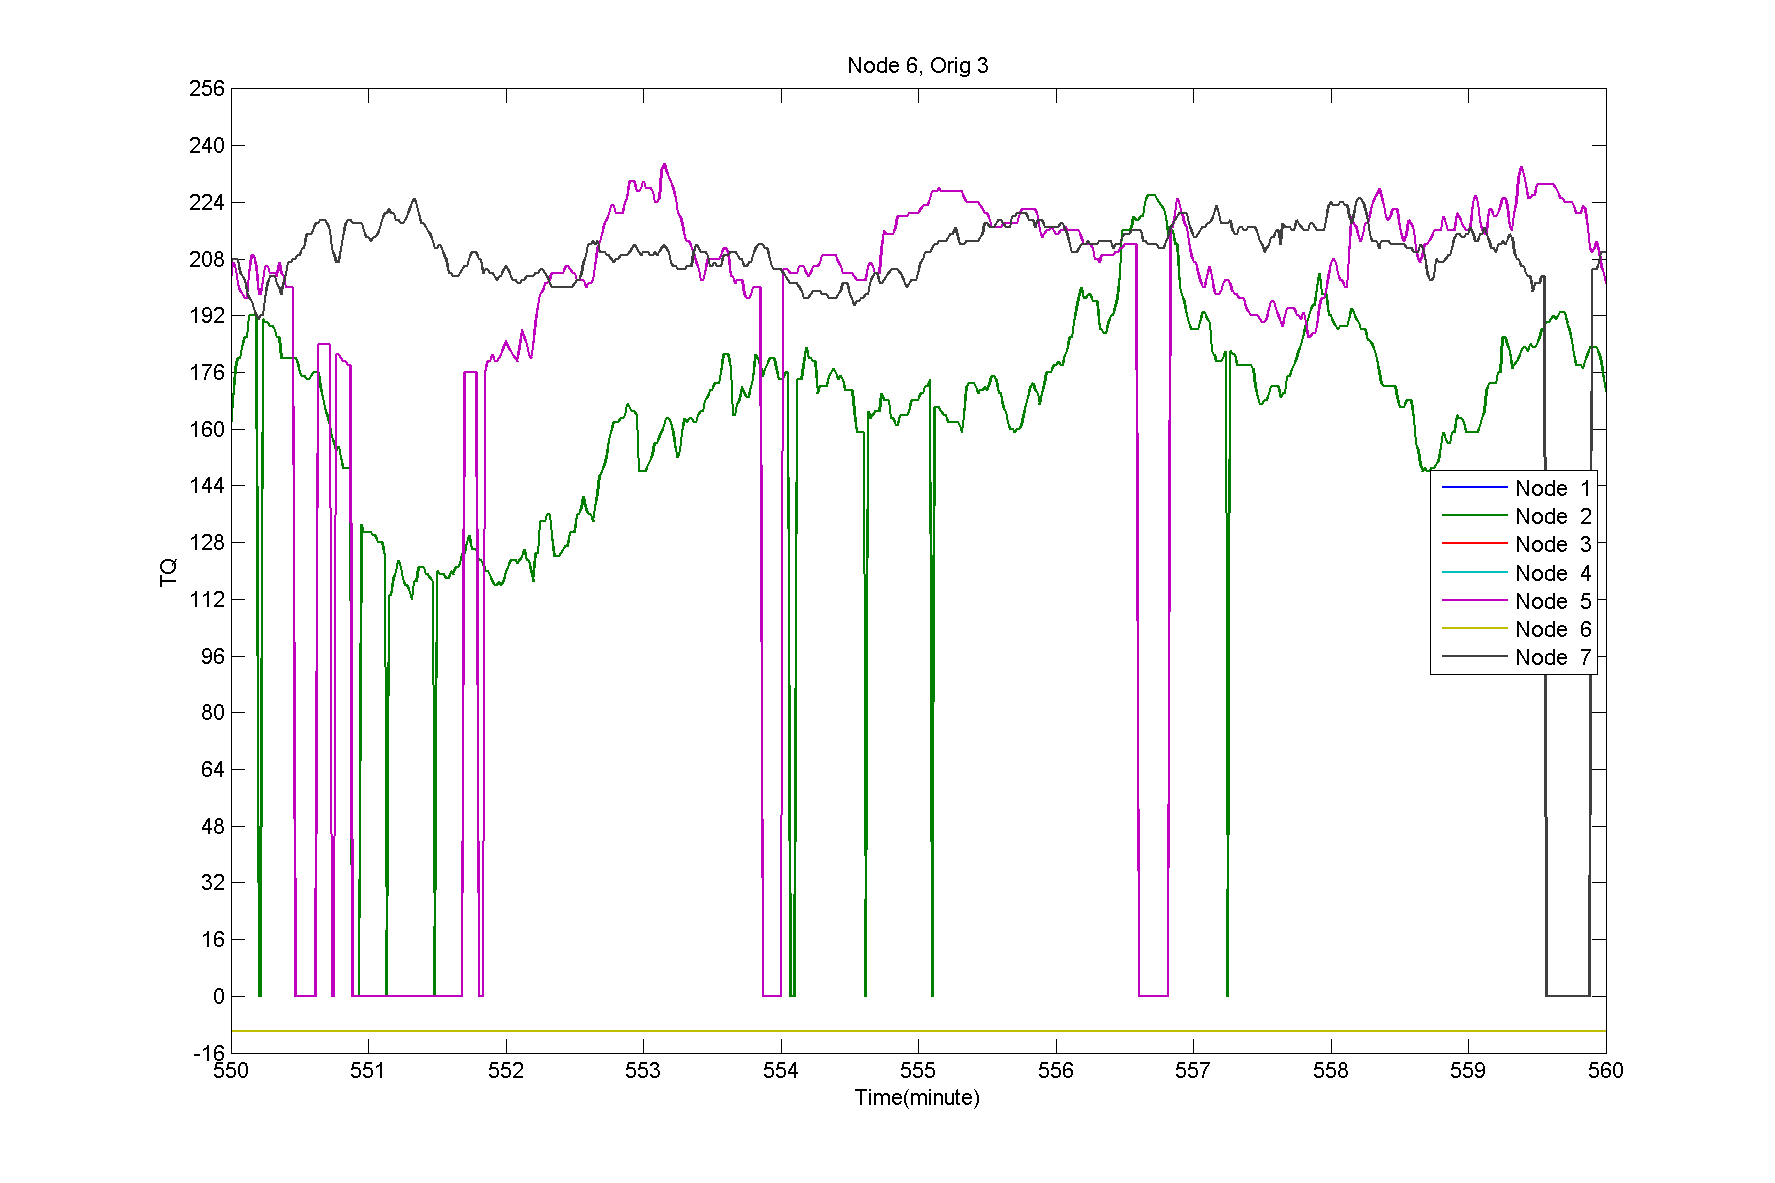 Node 6, Orig 3
256
240
224
208
192
176
160
144
128
112
96
80
64
48
32
16
0
-16
TQ
Node 1
Node 2
Node 3
Node 4
Node 5
Node 6
Node 7
550 551 552 553 554 555 556 557 558 559 560
Time(minute)